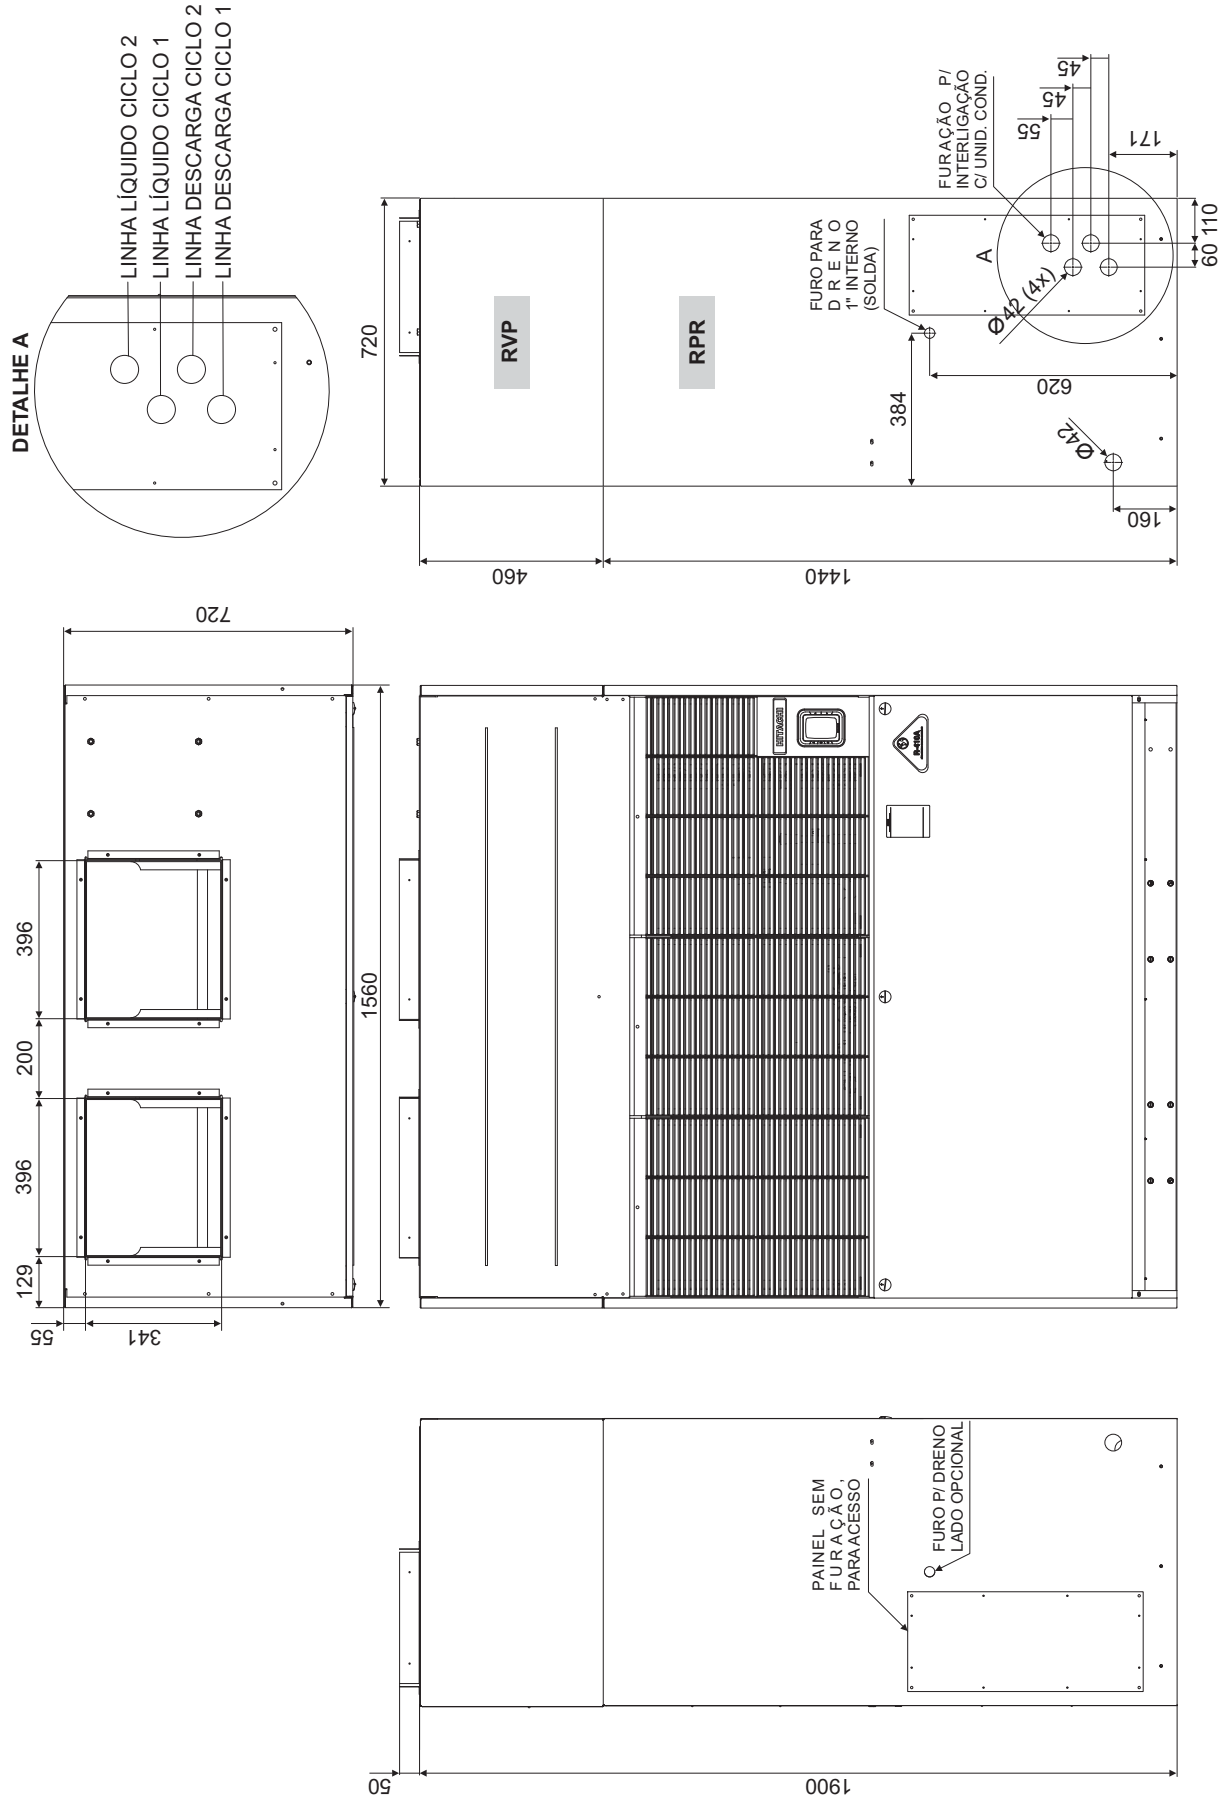 DETALHE A
LINHA LÍQUIDO CICLO 2
LINHA LÍQUIDO CICLO 1
LINHA DESCARGA CICLO 2
LINHA DESCARGA CICLO 1
720
RVP
RPR
FURO PARA
D R E N O
1" INTERNO
(SOLDA)
FURAÇÃO P/
INTERLIGAÇÃO
C/ UNID. COND.
A
Ø42 (4x)
Ø42
384
620
160
460
1440
55
45
45
171
60
110
720
396
200
396
129
55
341
1560
HITACHI
R-410A
PAINEL SEM
FURAÇÃO,
PARA ACESSO
FURO P/ DRENO
LADO OPCIONAL
50
1900